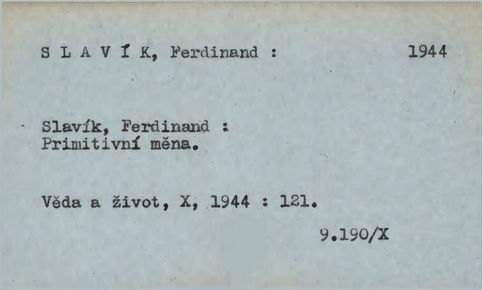 S L A V Í K, Ferdinand : 1944
Slavík, Ferdinand :
Primitivní měna.
Věda a život, X, 1944 : 121.
9.190/X